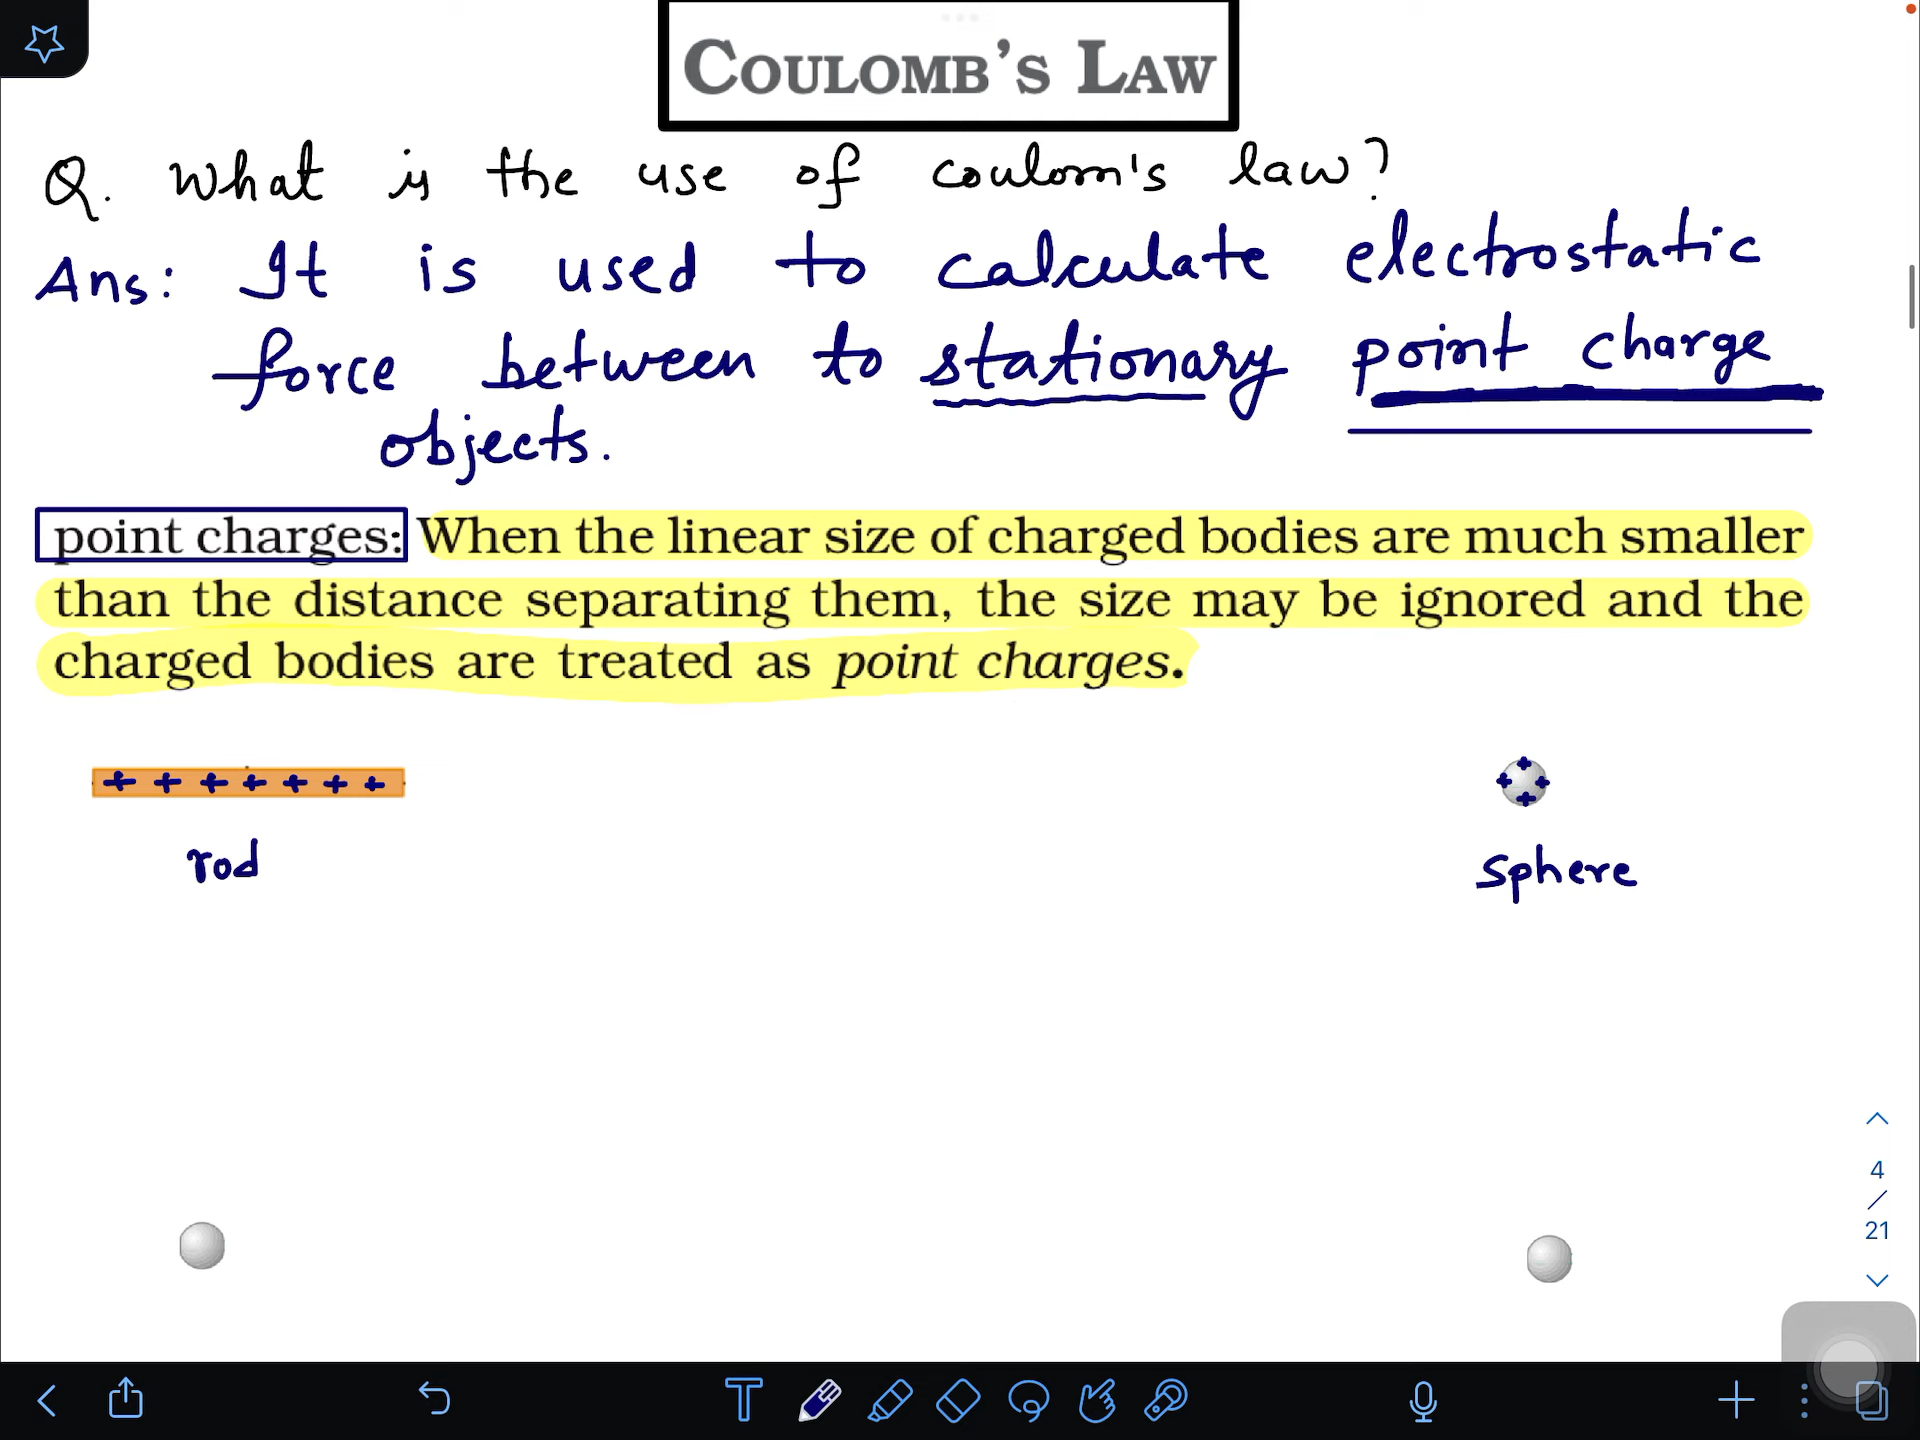 COULOMB'S LAW
Q. What is the use of coulom's law?
Ans: It is used to calculate electrostatic
force between to stationary point charge
objects.
point charges: When the linear size of charged bodies are much smaller
than the distance separating them, the size may be ignored and the
charged bodies are treated as point charges.
+ + + + + + +
+ + + +
rod
sphere
4
/
21
T